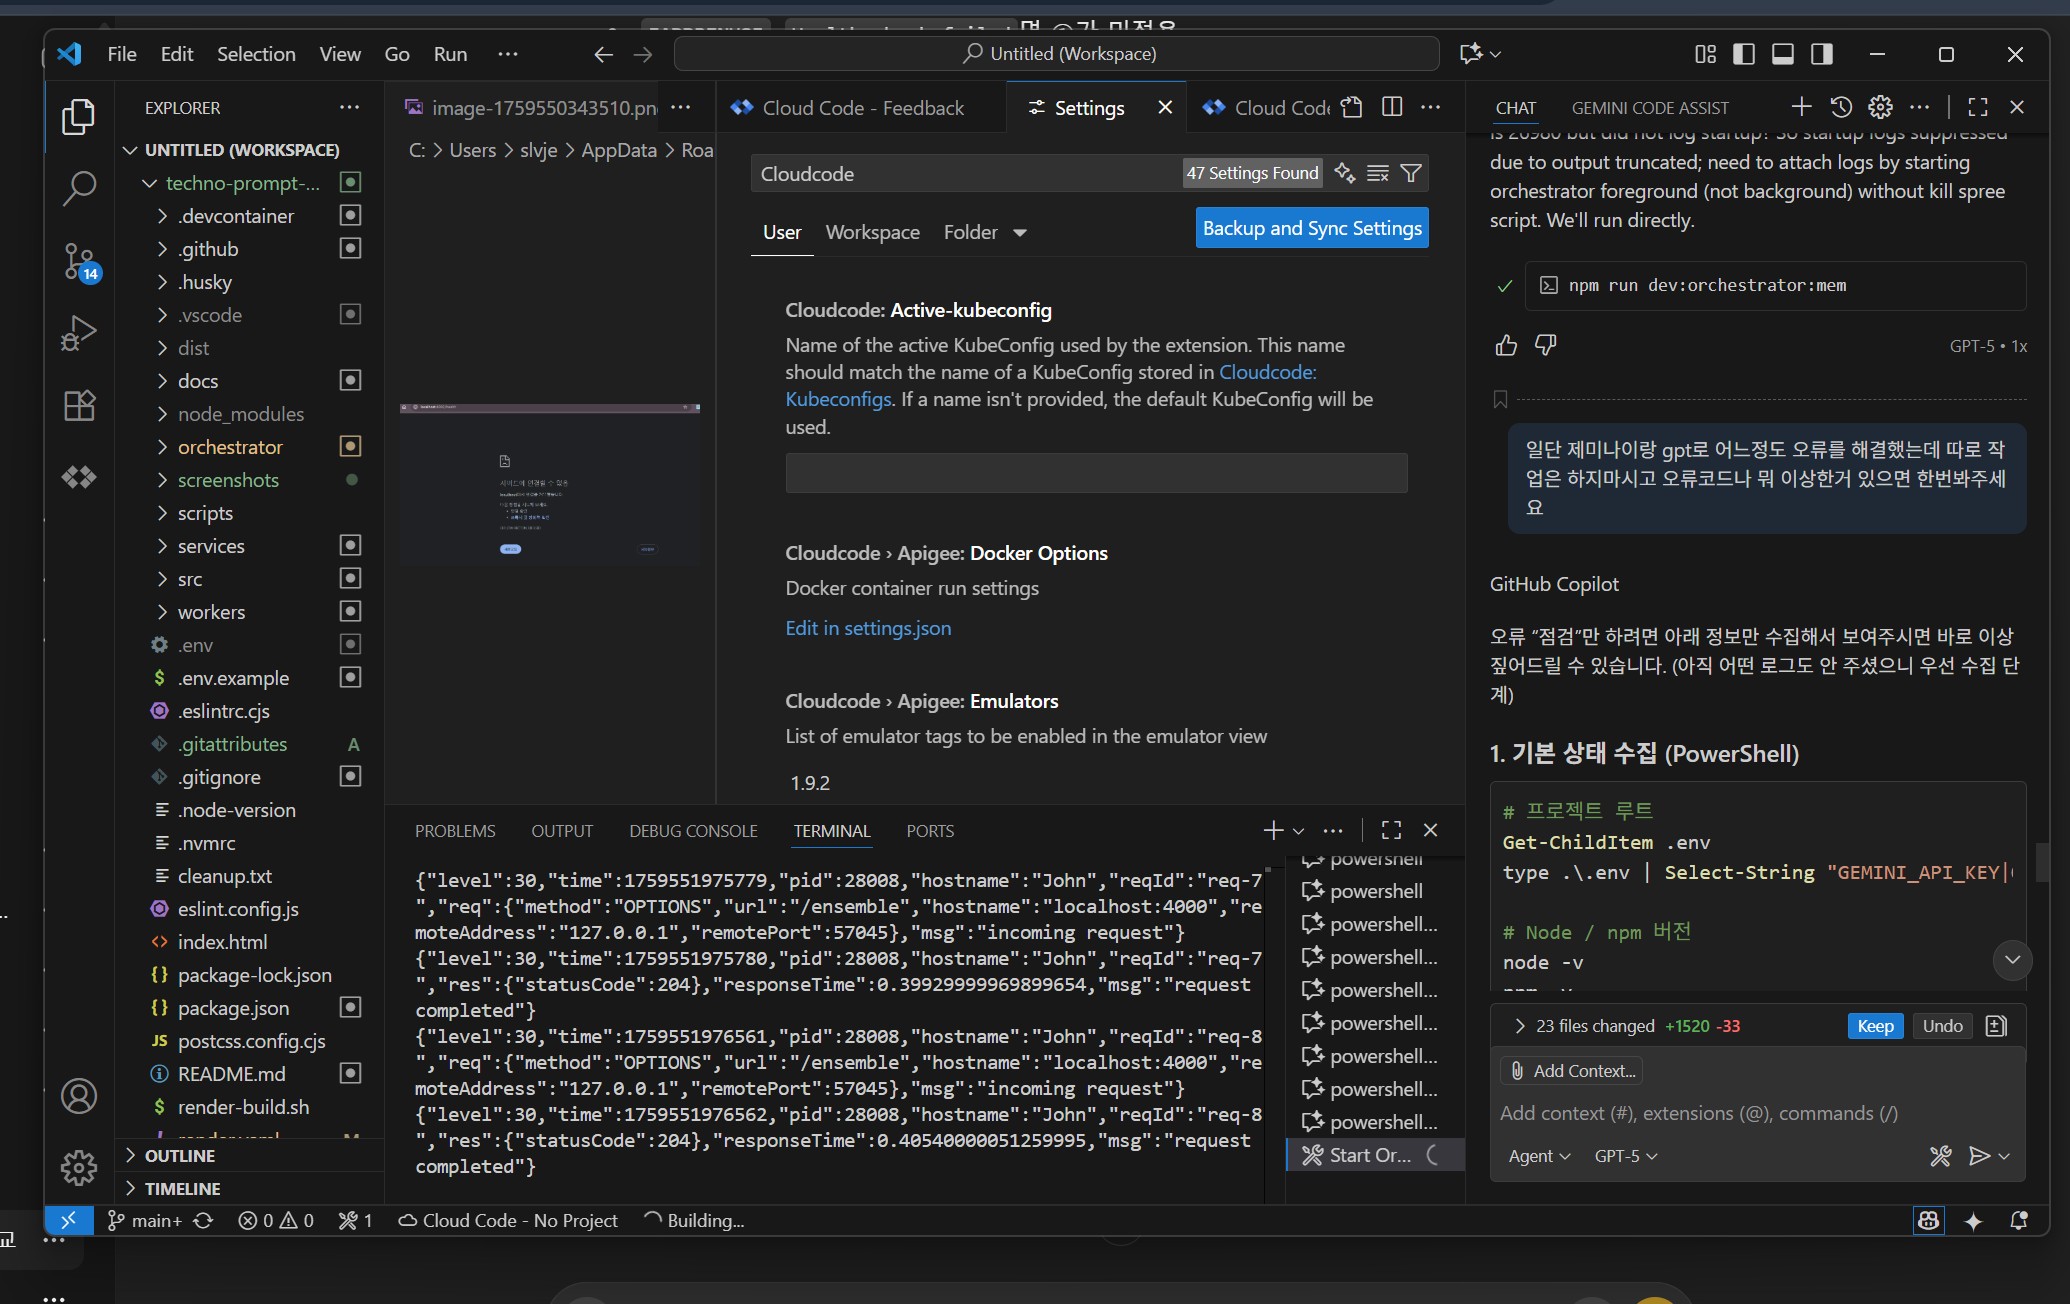 File Edit Selection View Go Run ···
Untitled (Workspace)
EXPLORER
UNTITLED (WORKSPACE)
techno-prompt-...
.devcontainer
.github
.husky
.vscode
dist
docs
node_modules
orchestrator
screenshots
scripts
services
src
workers
.env
$ .env.example
.eslintrc.cjs
.gitattributes A
.gitignore
.node-version
.nvmrc
cleanup.txt
eslint.config.js
index.html
package-lock.json
package.json
JS postcss.config.cjs
README.md
$ render-build.sh
OUTLINE
TIMELINE
14
image-1759550343510.pn
Cloud Code - Feedback
Settings
Cloud Code
C: > Users > slvje > AppData > Roa
Cloudcode
47 Settings Found
User Workspace Folder
Backup and Sync Settings
Cloudcode: Active-kubeconfig
Name of the active KubeConfig used by the extension. This name
should match the name of a KubeConfig stored in Cloudcode:
Kubeconfigs. If a name isn't provided, the default KubeConfig will be
used.
Cloudcode › Apigee: Docker Options
Docker container run settings
Edit in settings.json
Cloudcode › Apigee: Emulators
List of emulator tags to be enabled in the emulator view
1.9.2
PROBLEMS OUTPUT DEBUG CONSOLE TERMINAL PORTS
{"level":30,"time":1759551975779,"pid":28008,"hostname":"John","reqId":"req-7
","req":{"method":"OPTIONS","url":"/ensemble","hostname":"localhost:4000","re
moteAddress":"127.0.0.1","remotePort":57045},"msg":"incoming request"}
{"level":30,"time":1759551975780,"pid":28008,"hostname":"John","reqId":"req-7
","res":{"statusCode":204},"responseTime":0.39929999969899654,"msg":"request
completed"}
{"level":30,"time":1759551976561,"pid":28008,"hostname":"John","reqId":"req-8
","req":{"method":"OPTIONS","url":"/ensemble","hostname":"localhost:4000","re
moteAddress":"127.0.0.1","remotePort":57045},"msg":"incoming request"}
{"level":30,"time":1759551976562,"pid":28008,"hostname":"John","reqId":"req-8
","res":{"statusCode":204},"responseTime":0.40540000051259995,"msg":"request
completed"}
powershell
powershell
powershell...
powershell...
powershell...
powershell...
powershell...
powershell...
powershell...
Start Or...
CHAT GEMINI CODE ASSIST
is 26980 but did not log startup? So startup logs suppressed
due to output truncated; need to attach logs by starting
orchestrator foreground (not background) without kill spree
script. We'll run directly.
npm run dev:orchestrator:mem
GPT-5 • 1x
일단 제미나이랑 gpt로 어느정도 오류를 해결했는데 따로 작
업은 하지마시고 오류코드나 뭐 이상한거 있으면 한번봐주세
요
GitHub Copilot
오류 “점검”만 하려면 아래 정보만 수집해서 보여주시면 바로 이상
짚어드릴 수 있습니다. (아직 어떤 로그도 안 주셨으니 우선 수집 단
계)
1. 기본 상태 수집 (PowerShell)
# 프로젝트 루트
Get-ChildItem .env
type .\.env | Select-String "GEMINI_API_KEY|
# Node / npm 버전
node -v
23 files changed +1520 -33
Keep
Undo
Add Context...
Add context (#), extensions (@), commands (/)
Agent
GPT-5
main+ 0 0 1 Cloud Code - No Project Building...